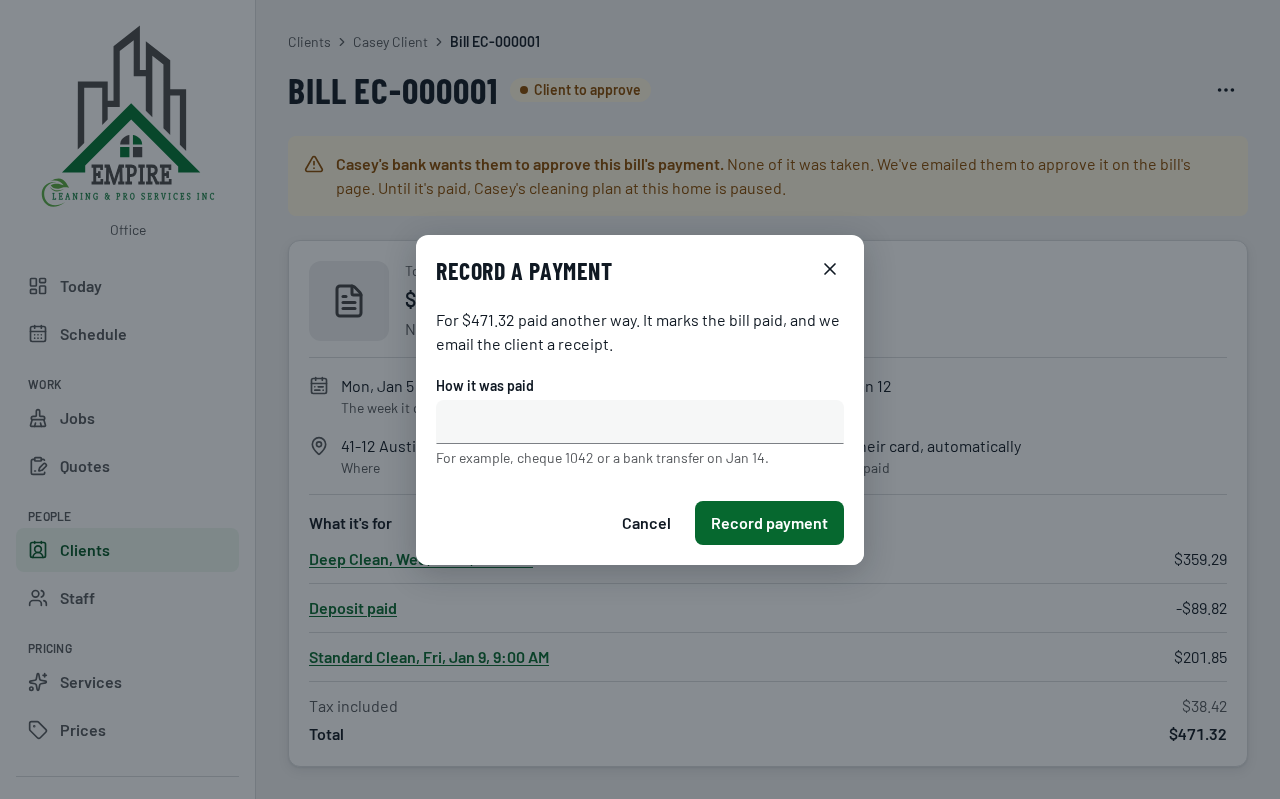 EMPIRE
LEANING & PRO SERVICES INC
Office
Today
Schedule
WORK
Jobs
Quotes
PEOPLE
Clients
Staff
PRICING
Services
Prices
Clients > Casey Client > Bill EC-000001
BILL EC-000001
Client to approve
Casey's bank wants them to approve this bill's payment. None of it was taken. We've emailed them to approve it on the bill's
page. Until it's paid, Casey's cleaning plan at this home is paused.
$
Mon, Jan 5
n 12
The week it
41-12 Austi
eir card, automatically
Where
paid
What it's for
Deep Clean, We
$359.29
Deposit paid
-$89.82
Standard Clean, Fri, Jan 9, 9:00 AM
$201.85
Tax included
$38.42
Total
$471.32
RECORD A PAYMENT
For $471.32 paid another way. It marks the bill paid, and we
email the client a receipt.
How it was paid
For example, cheque 1042 or a bank transfer on Jan 14.
Cancel
Record payment